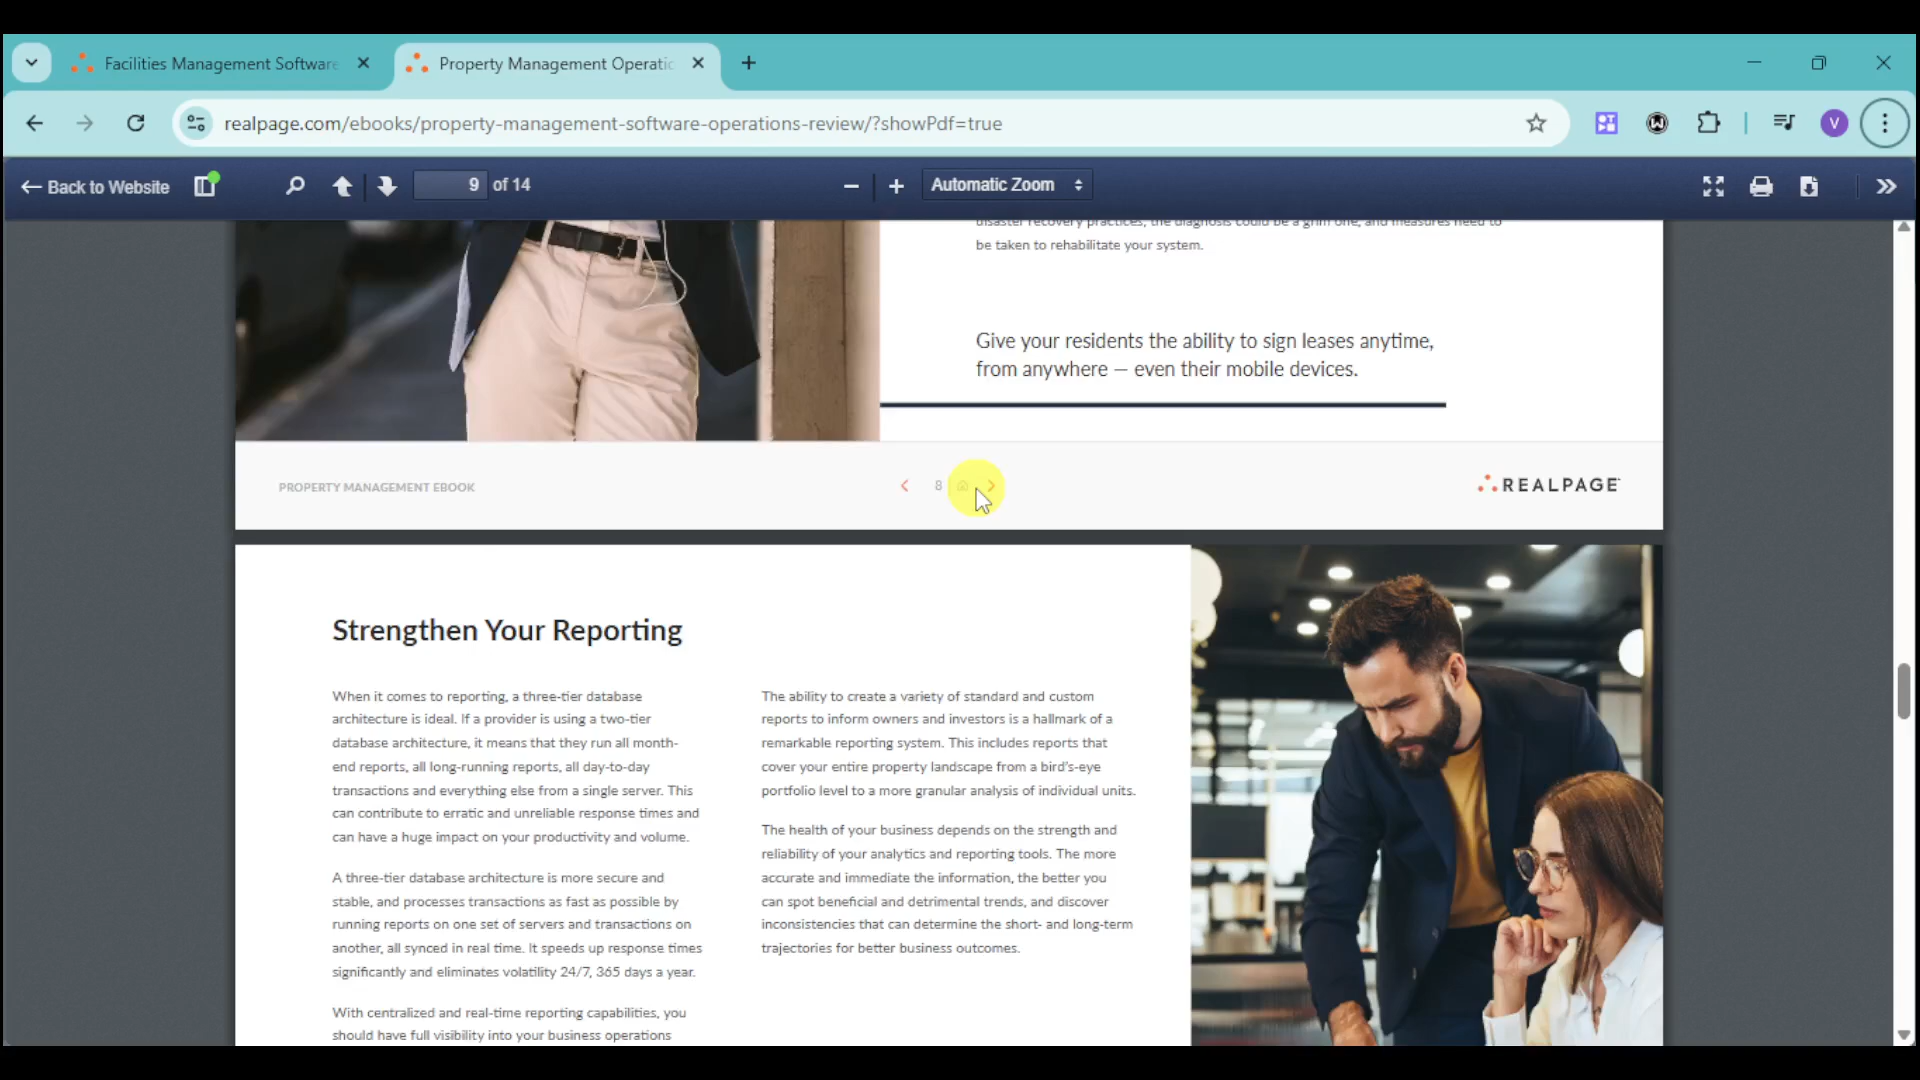 Facilities Management Software
Property Management Operatic
realpage.com/ebooks/property-management-software-operations-review/?showPdf=true
V
Back to Website
9 of 14
Automatic Zoom
disaster recovery practices, the diagnosis could be a grim one, and measures need to
be taken to rehabilitate your system.
Give your residents the ability to sign leases anytime,
from anywhere — even their mobile devices.
PROPERTY MANAGEMENT EBOOK
8
REALPAGE
Strengthen Your Reporting
When it comes to reporting, a three-tier database
architecture is ideal. If a provider is using a two-tier
database architecture, it means that they run all month-
end reports, all long-running reports, all day-to-day
transactions and everything else from a single server. This
can contribute to erratic and unreliable response times and
can have a huge impact on your productivity and volume.
A three-tier database architecture is more secure and
stable, and processes transactions as fast as possible by
running reports on one set of servers and transactions on
another, all synced in real time. It speeds up response times
significantly and eliminates volatility 24/7, 365 days a year.
With centralized and real-time reporting capabilities, you
should have full visibility into your business operations
The ability to create a variety of standard and custom
reports to inform owners and investors is a hallmark of a
remarkable reporting system. This includes reports that
cover your entire property landscape from a bird's-eye
portfolio level to a more granular analysis of individual units.
The health of your business depends on the strength and
reliability of your analytics and reporting tools. The more
accurate and immediate the information, the better you
can spot beneficial and detrimental trends, and discover
inconsistencies that can determine the short- and long-term
trajectories for better business outcomes.